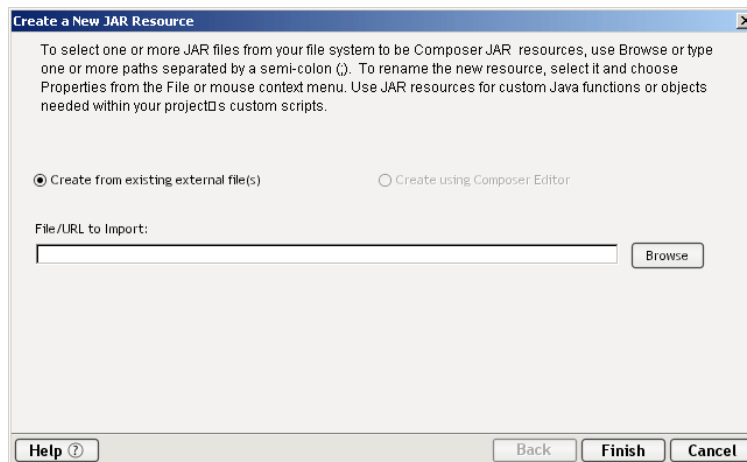 Create a New JAR Resource
To select one or more JAR files from your file system to be Composer JAR resources, use Browse or type
one or more paths separated by a semi-colon (;). To rename the new resource, select it and choose
Properties from the File or mouse context menu. Use JAR resources for custom Java functions or objects
needed within your project□s custom scripts.
Create from existing external file(s)
Create using Composer Editor
File/URL to Import:
Browse
Help ?
Back
Finish
Cancel